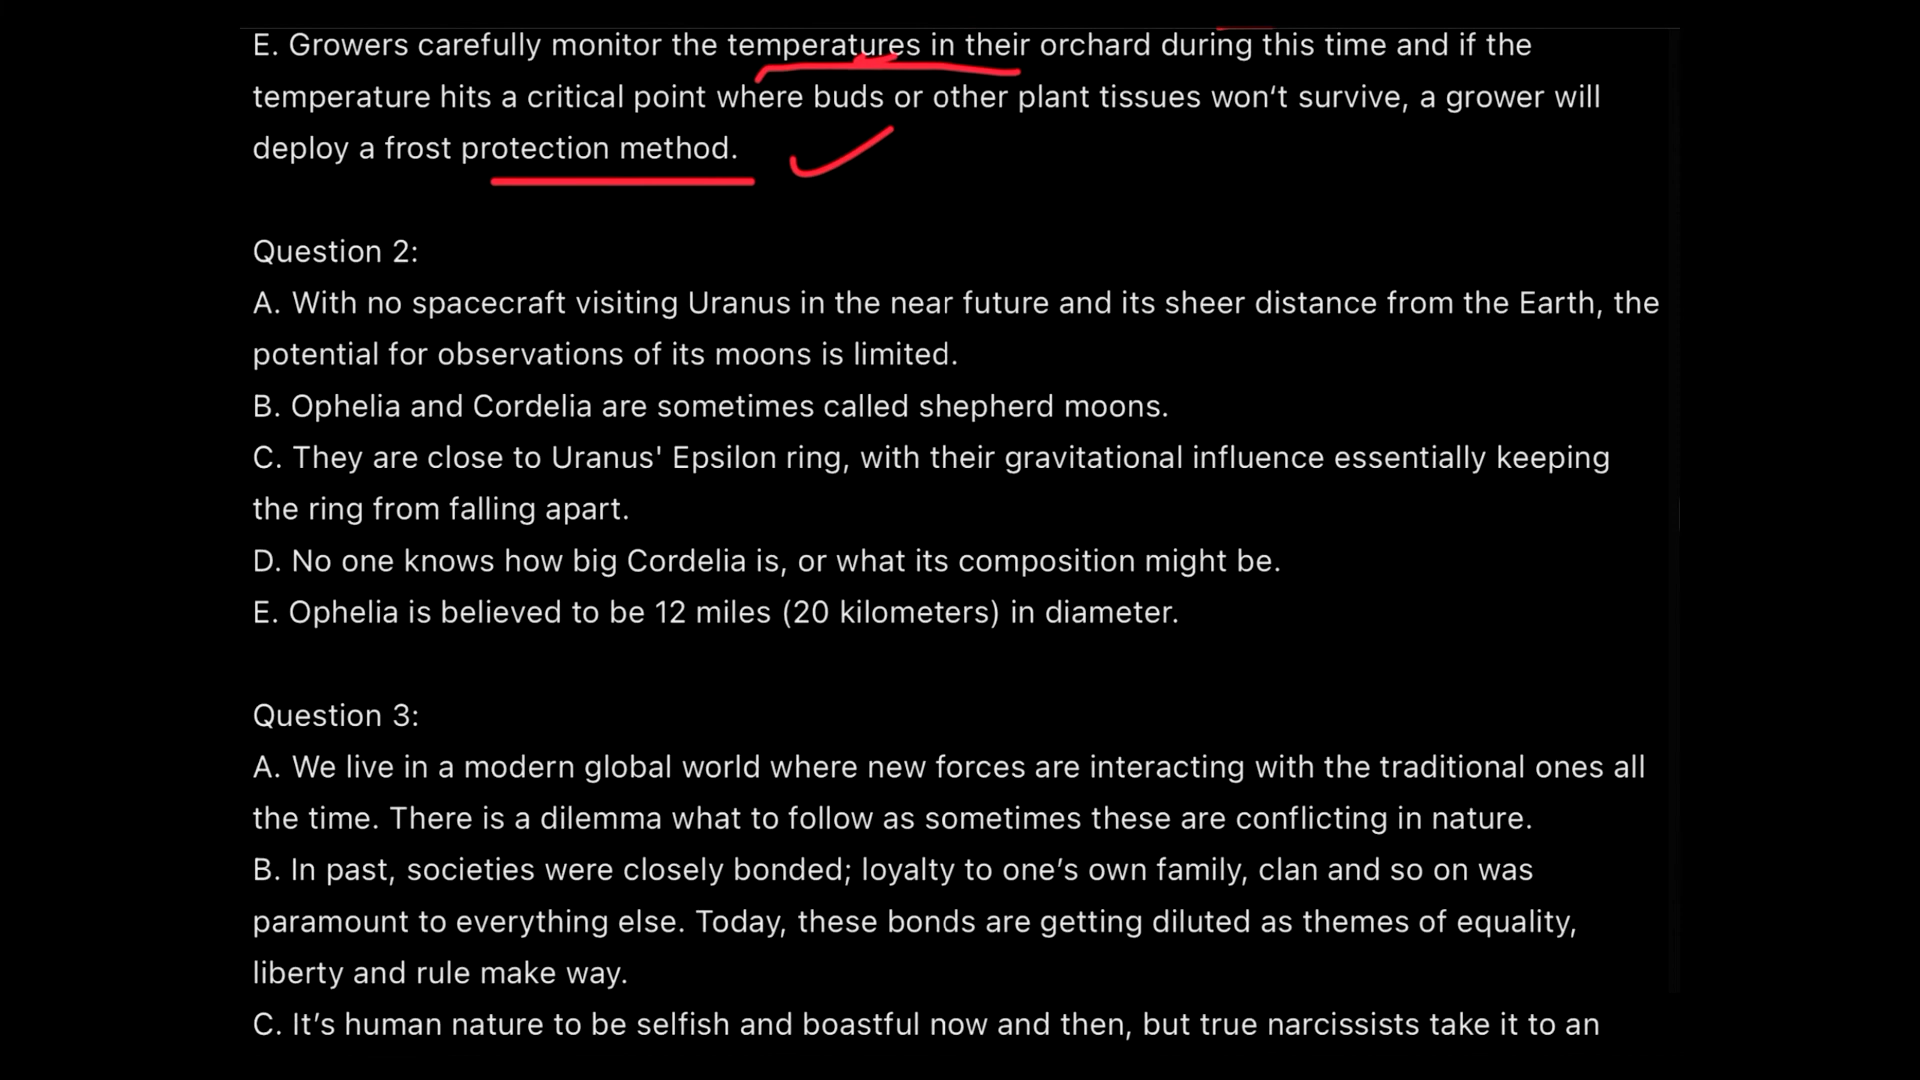 E. Growers carefully monitor the temperatures in their orchard during this time and if the
temperature hits a critical point where buds or other plant tissues won‘t survive, a grower will
deploy a frost protection method.
Question 2:
A. With no spacecraft visiting Uranus in the near future and its sheer distance from the Earth, the
potential for observations of its moons is limited.
B. Ophelia and Cordelia are sometimes called shepherd moons.
C. They are close to Uranus' Epsilon ring, with their gravitational influence essentially keeping
the ring from falling apart.
D. No one knows how big Cordelia is, or what its composition might be.
E. Ophelia is believed to be 12 miles (20 kilometers) in diameter.
Question 3:
A. We live in a modern global world where new forces are interacting with the traditional ones all
the time. There is a dilemma what to follow as sometimes these are conflicting in nature.
B. In past, societies were closely bonded; loyalty to one’s own family, clan and so on was
paramount to everything else. Today, these bonds are getting diluted as themes of equality,
liberty and rule make way.
C. It’s human nature to be selfish and boastful now and then, but true narcissists take it to an